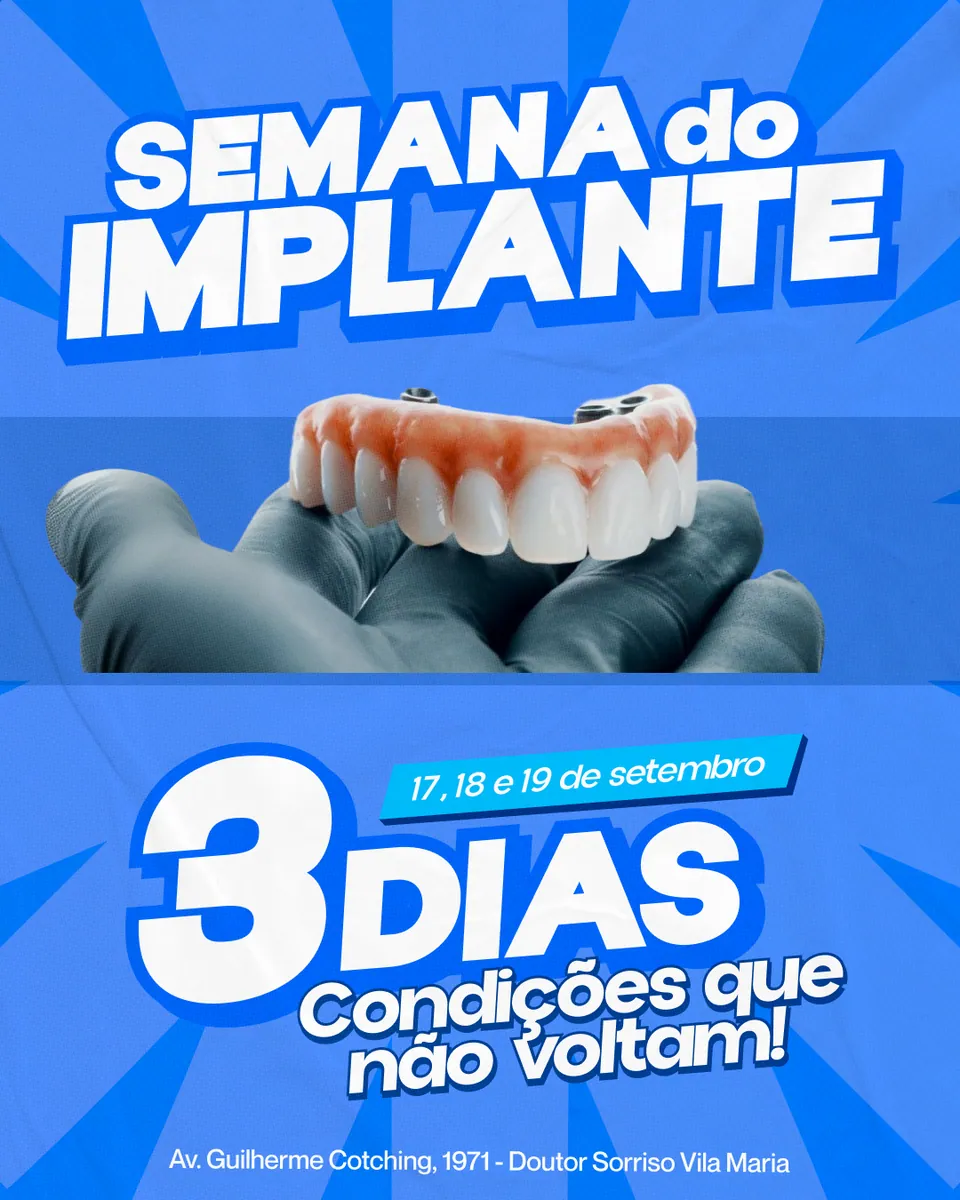 SEMANA do
IMPLANTE
17, 18 e 19 de setembro
3 DIAS
Condições que
não voltam!
Av. Guilherme Cotching, 1971 - Doutor Sorriso Vila Maria